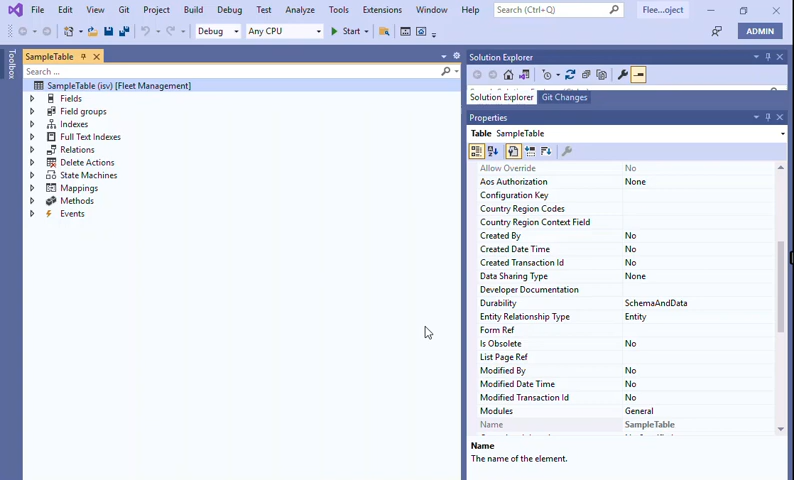 File Edit View Git Project Build Debug Test Analyze Tools Extensions Window Help Search (Ctrl+Q) Flee...oject
Debug Any CPU Start ADMIN
Toolbox
SampleTable
Search ...
SampleTable (isv) [Fleet Management]
Fields
Field groups
Indexes
Full Text Indexes
Relations
Delete Actions
State Machines
Mappings
Methods
Events
Solution Explorer
Solution Explorer Git Changes
Properties
Table SampleTable
Allow Override No
Aos Authorization None
Configuration Key
Country Region Codes
Country Region Context Field
Created By No
Created Date Time No
Created Transaction Id No
Data Sharing Type None
Developer Documentation
Durability SchemaAndData
Entity Relationship Type Entity
Form Ref
Is Obsolete No
List Page Ref
Modified By No
Modified Date Time No
Modified Transaction Id No
Modules General
Name SampleTable
Name
The name of the element.